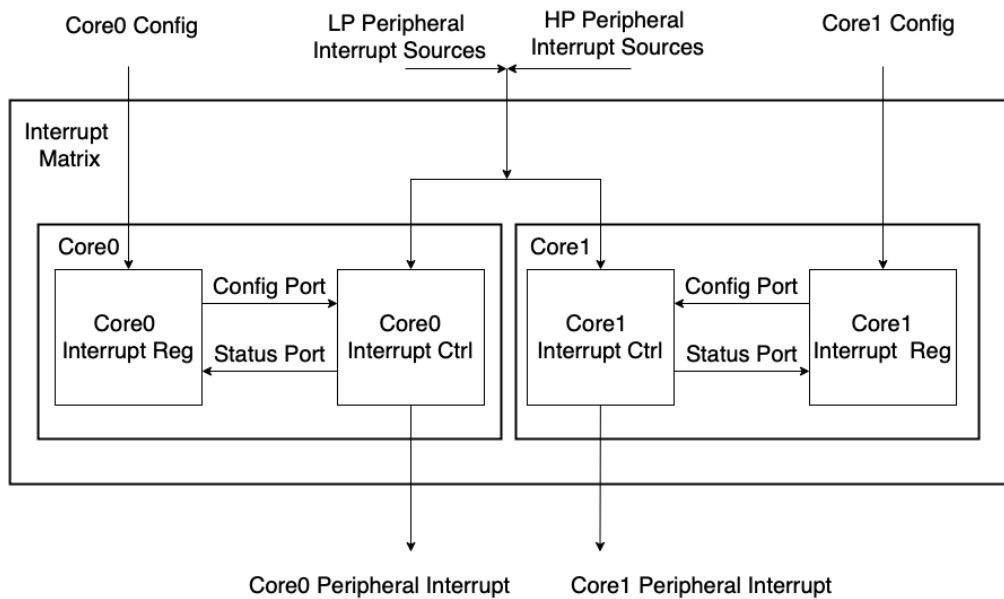 Core0 Config
LP Peripheral
Interrupt Sources
HP Peripheral
Interrupt Sources
Core1 Config
Interrupt
Matrix
Core0
Core0
Interrupt Reg
Config Port
Status Port
Core0
Interrupt Ctrl
Core1
Core1
Interrupt Ctrl
Config Port
Status Port
Core1
Interrupt Reg
Core0 Peripheral Interrupt
Core1 Peripheral Interrupt